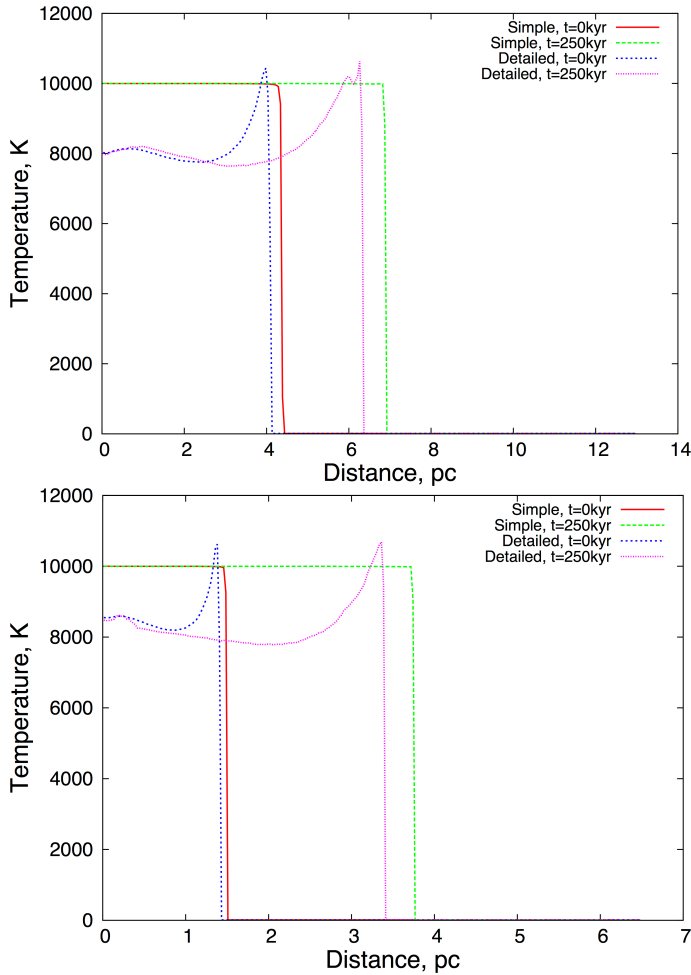 12000
10000
8000
6000
4000
2000
0
Temperature, K
Simple, t=0kyr
Simple, t=250kyr
Detailed, t=0kyr
Detailed, t=250kyr
0 2 4 6 8 10 12 14
Distance, pc
12000
10000
8000
6000
4000
2000
0
Temperature, K
Simple, t=0kyr
Simple, t=250kyr
Detailed, t=0kyr
Detailed, t=250kyr
0 1 2 3 4 5 6 7
Distance, pc